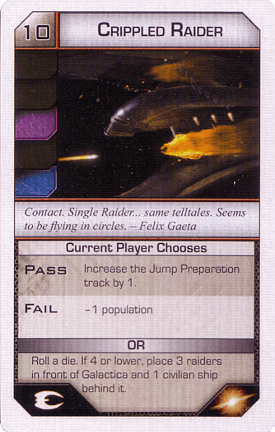 10
CRIPPLED RAIDER
Contact. Single Raider... same telltales. Seems
to be flying in circles. – Felix Gaeta
Current Player Chooses
PASS Increase the Jump Preparation
track by 1.
FAIL –1 population
OR
Roll a die. If 4 or lower, place 3 raiders
in front of Galactica and 1 civilian ship
behind it.